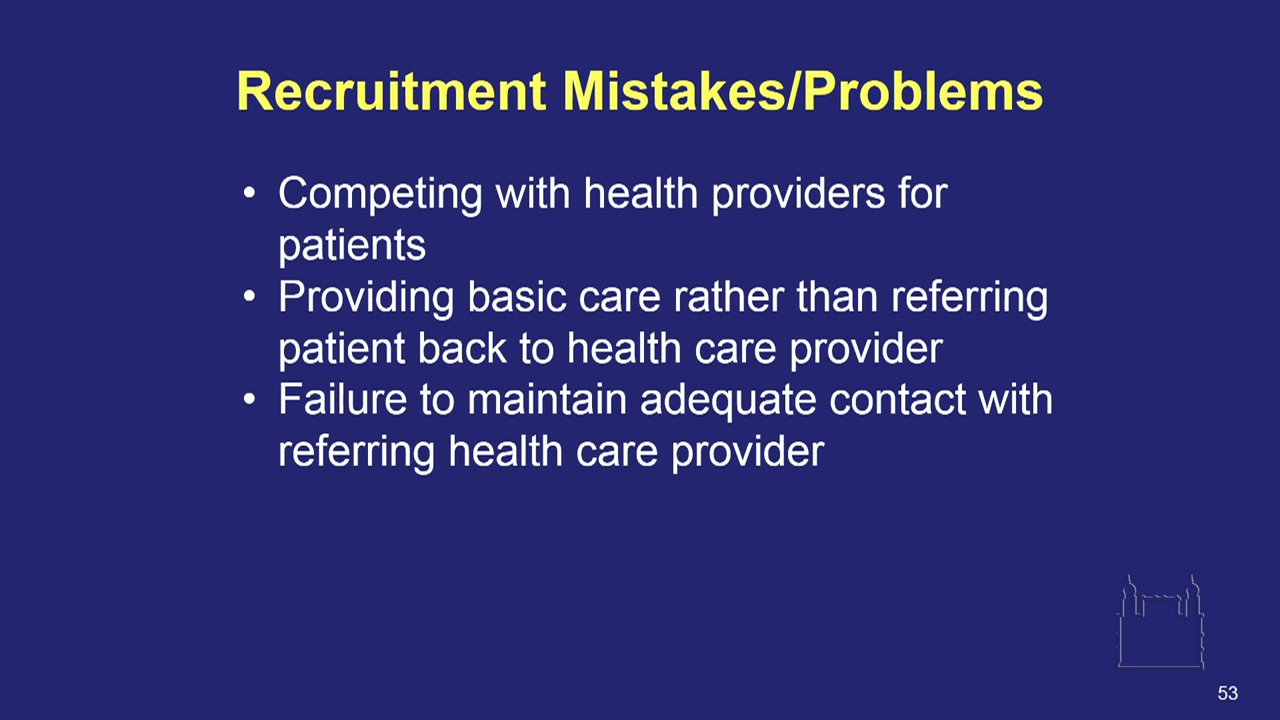 Recruitment Mistakes/Problems
• Competing with health providers for
patients
• Providing basic care rather than referring
patient back to health care provider
• Failure to maintain adequate contact with
referring health care provider
53